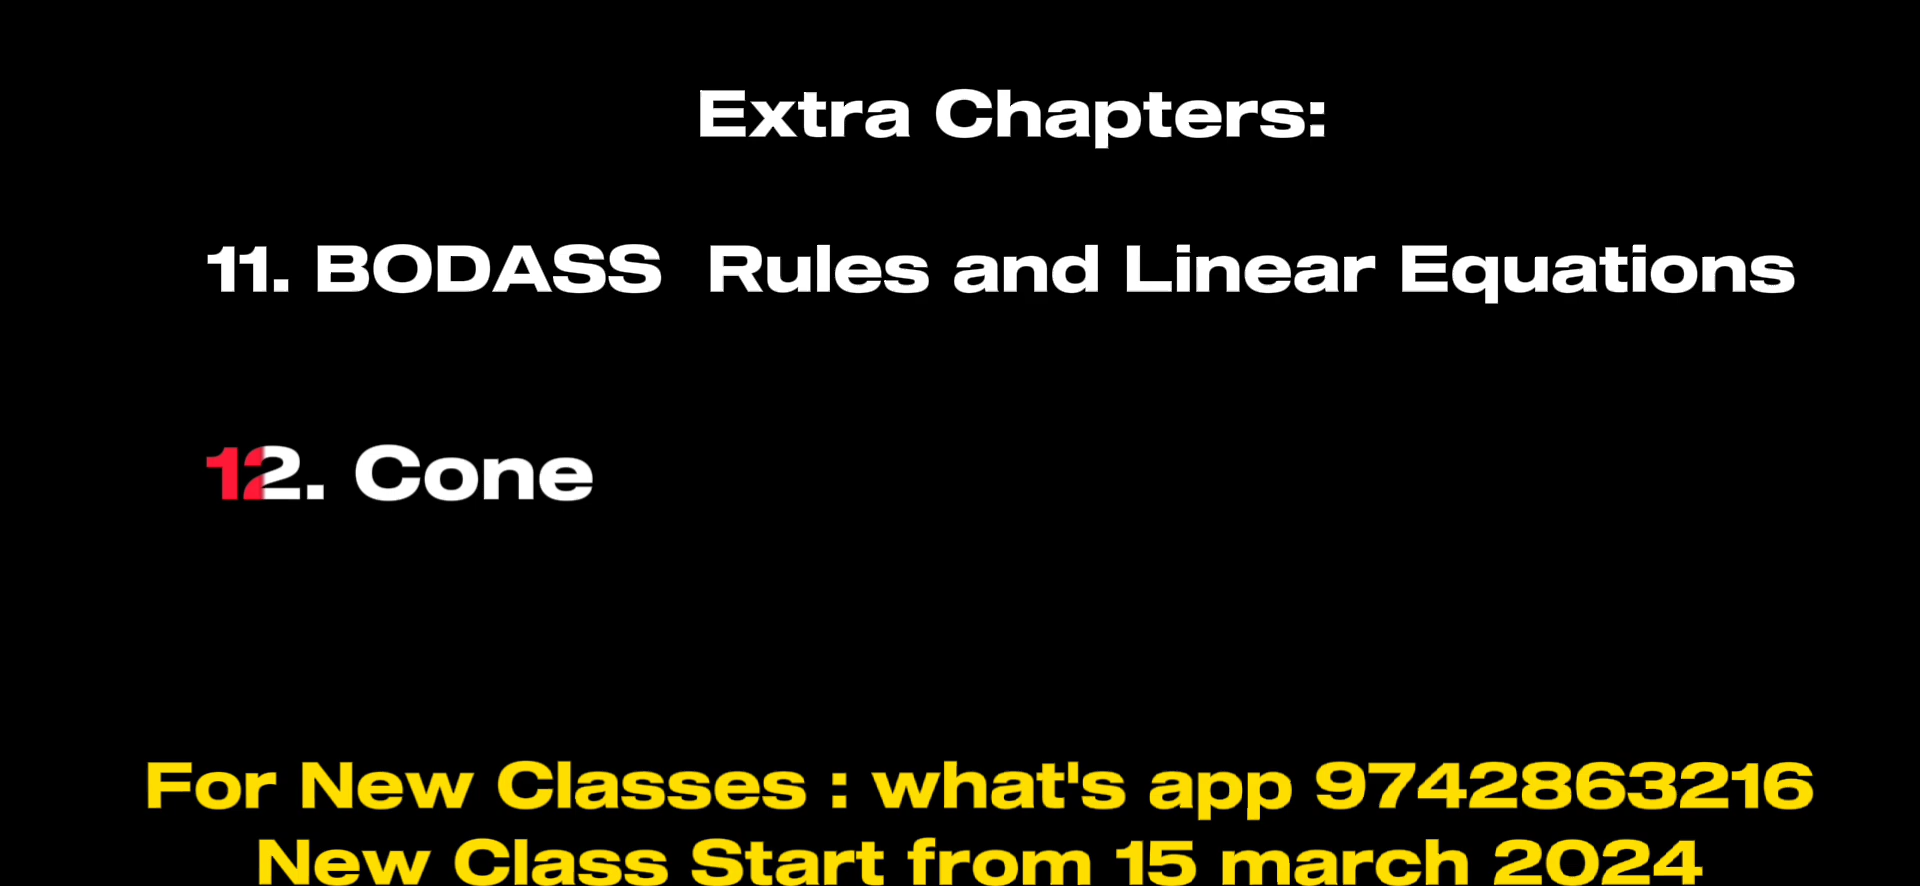 Extra Chapters:
11. BODASS Rules and Linear Equations
12. Cone
For New Classes : what's app 9742863216
New Class Start from 15 march 2024